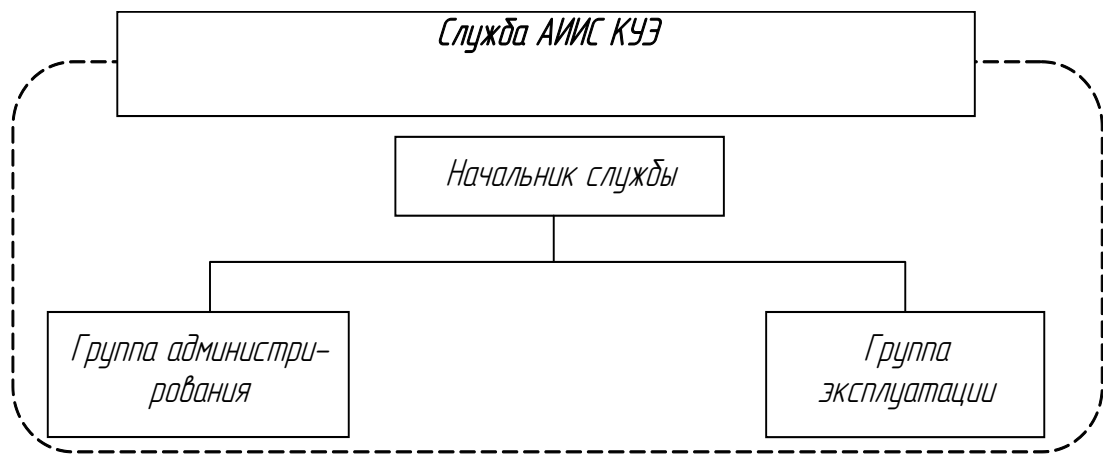 Служба АИИС КУЭ
Начальник службы
Группа администри-
рования
Группа
эксплуатации